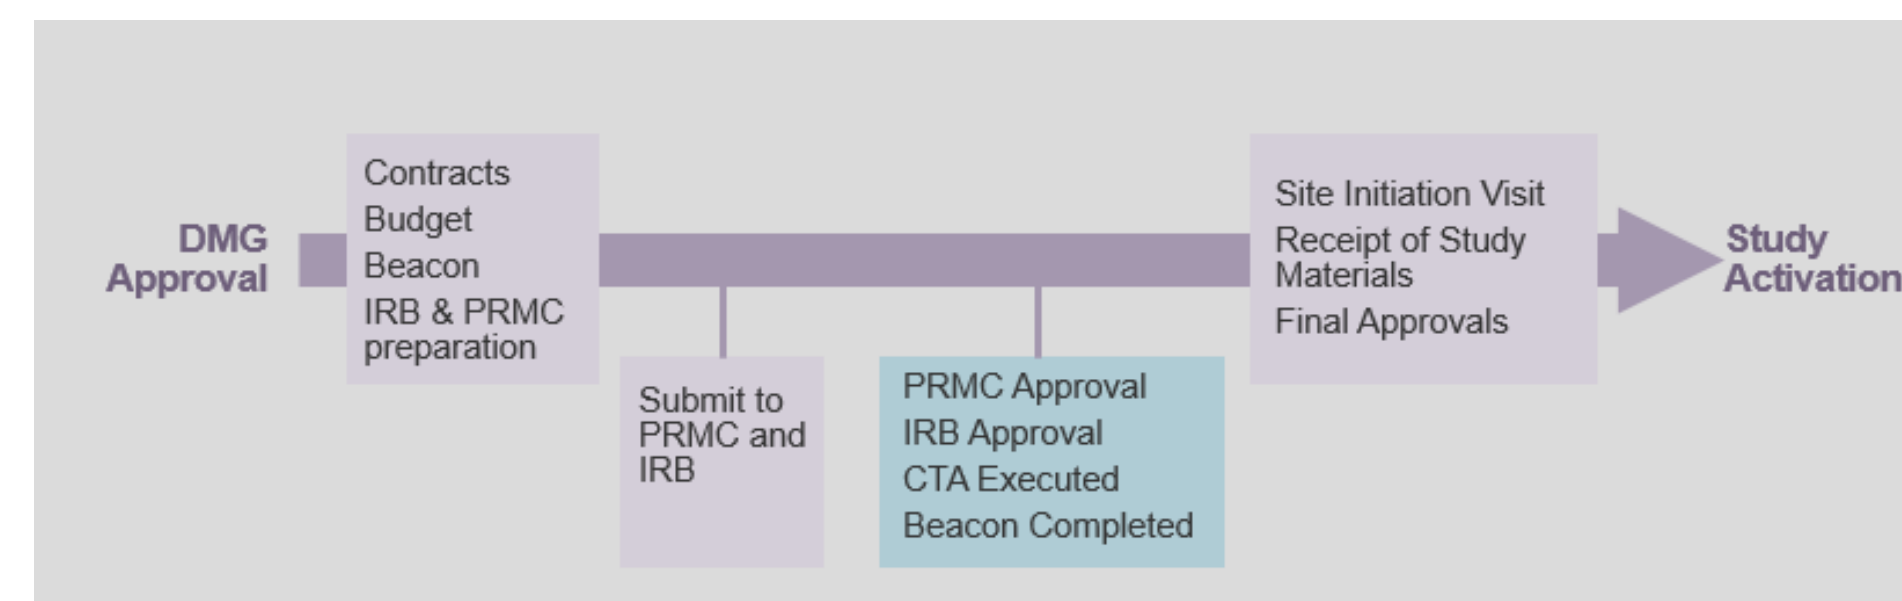 DMG
Approval
Contracts
Budget
Beacon
IRB & PRMC
preparation
Submit to
PRMC and
IRB
PRMC Approval
IRB Approval
CTA Executed
Beacon Completed
Site Initiation Visit
Receipt of Study
Materials
Final Approvals
Study
Activation